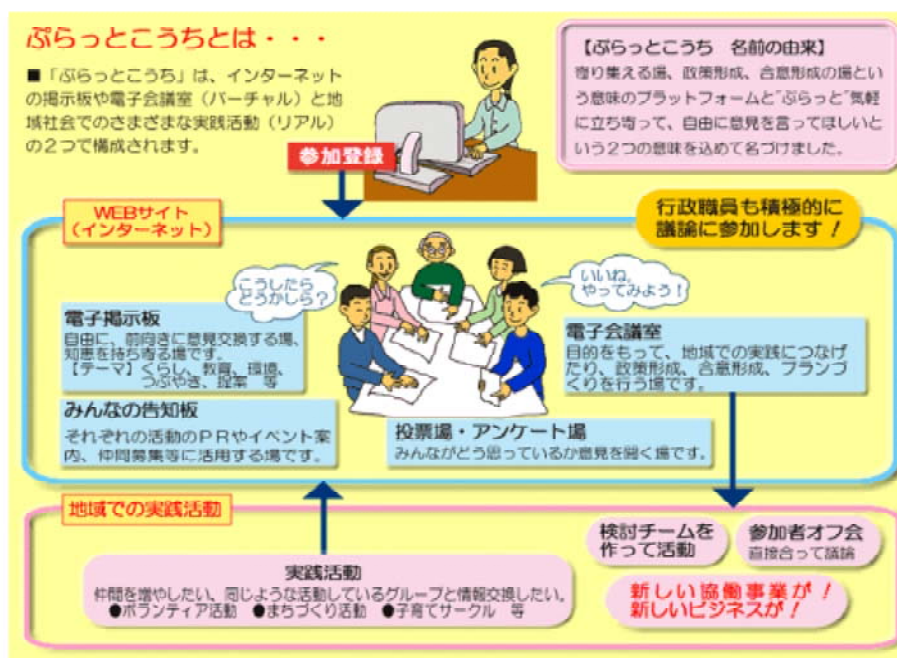 ぷらっとこうちとは・・・
■「ぷらっとこうち」は、インターネット
の掲示板や電子会議室（バーチャル）と地
域社会でのさまざまな実践活動（リアル）
の２つで構成されます。
参加登録
【ぷらっとこうち　名前の由来】
寄り集える場、政策形成、合意形成の場とい
う意味のプラットフォームと“ぷらっと”気軽
に立ち寄って、自由に意見を言ってほしいと
いう２つの意味を込めて名づけました。
WEBサイト
（インターネット）
行政職員も積極的に
議論に参加します！
こうしたら
どうかしら？
いいね。
やってみよう！
電子掲示板
自由に、前向きに意見交換する場、
知恵を持ち寄る場です。
【テーマ】くらし、教育、環境、
つぶやき、提案　等
みんなの告知板
それぞれの活動のＰＲやイベント案
内、仲間募集等に活用する場です。
投票場・アンケート場
みんながどう思っているか意見を聞く場です。
電子会議室
目的をもって、地域での実践につなげ
たり、政策形成、合意形成、プランづ
くりを行う場です。
地域での実践活動
実践活動
仲間を増やしたい、同じような活動しているグループと情報交換したい。
●ボランティア活動　●まちづくり活動　●子育てサークル　等
検討チームを
作って活動
参加者オフ会
直接合って議論
新しい協働事業が！
新しいビジネスが！